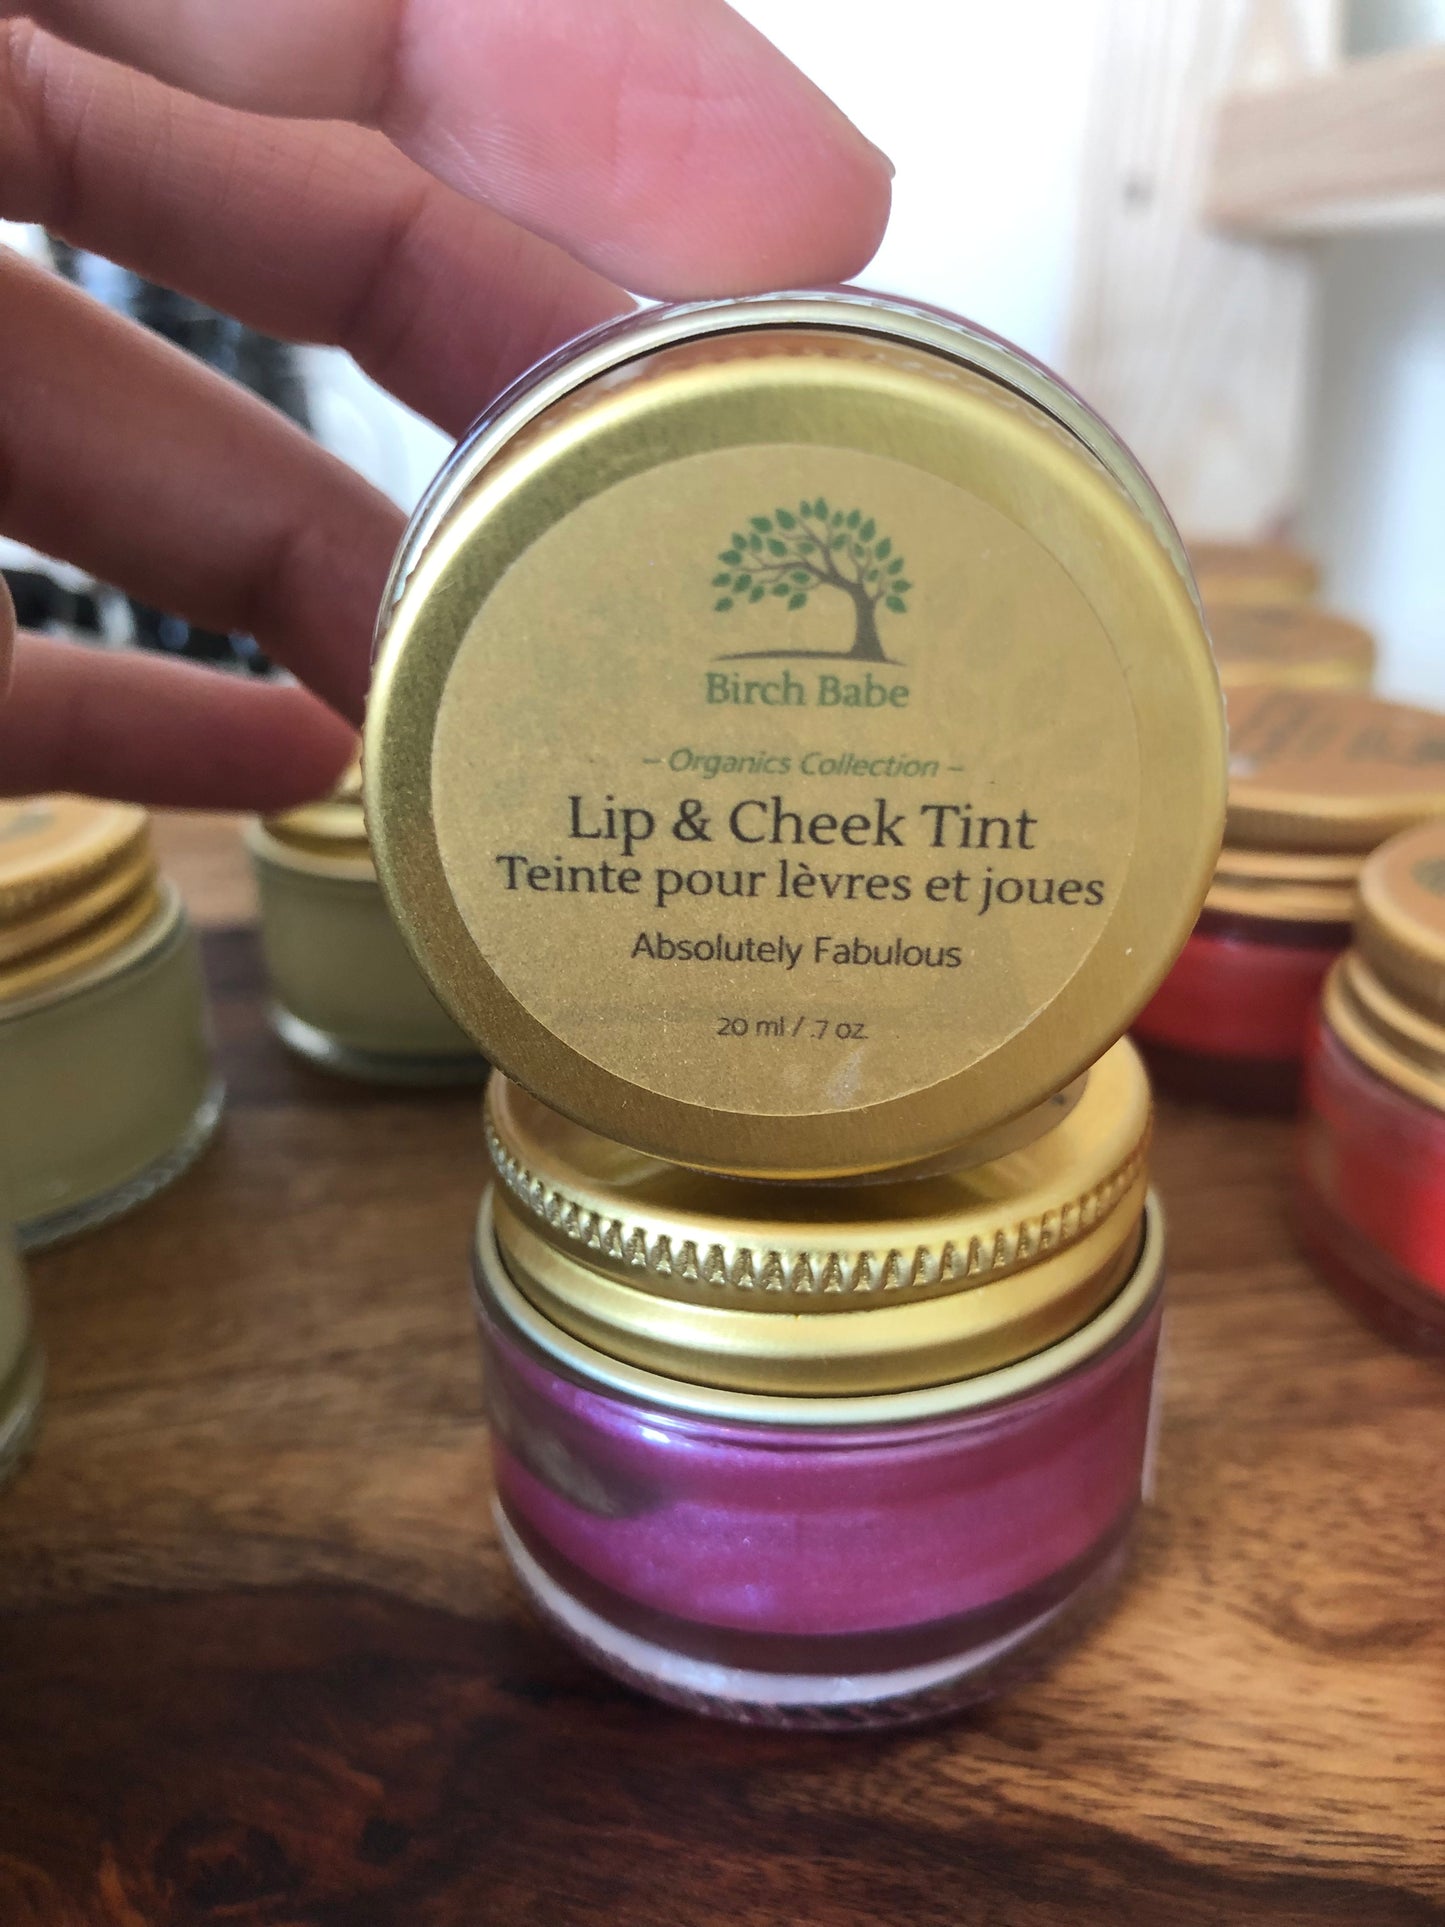 Birch Babe
– Organics Collection –
Lip & Cheek Tint
Teinte pour lèvres et joues
Absolutely Fabulous
20 ml / .7 oz.